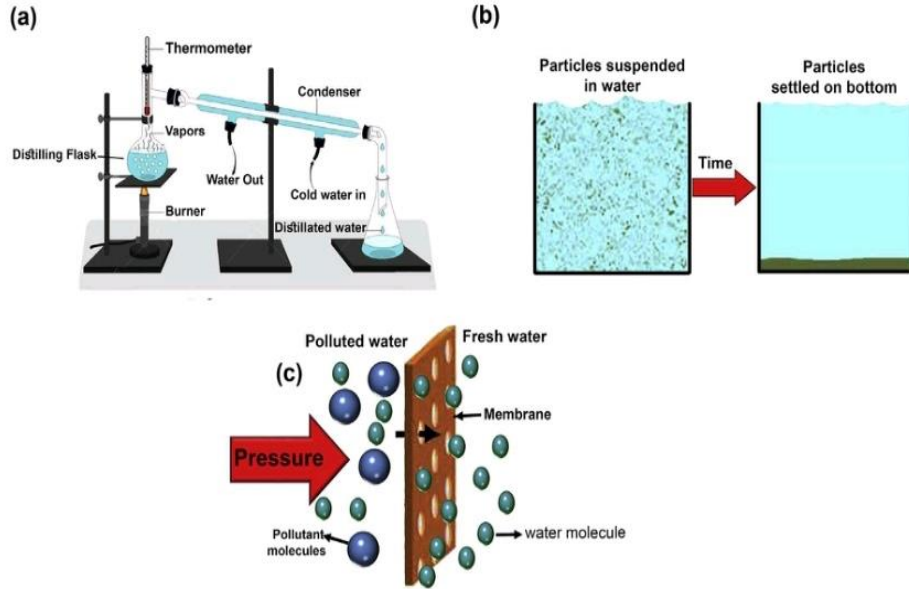 (a)
Thermometer
Condenser
Vapors
Distilling Flask
Water Out
Cold water in
Burner
Distillated water
(b)
Particles suspended
in water
Particles
settled on bottom
Time
(c)
Polluted water
Fresh water
Membrane
Pressure
Pollutant
molecules
water molecule